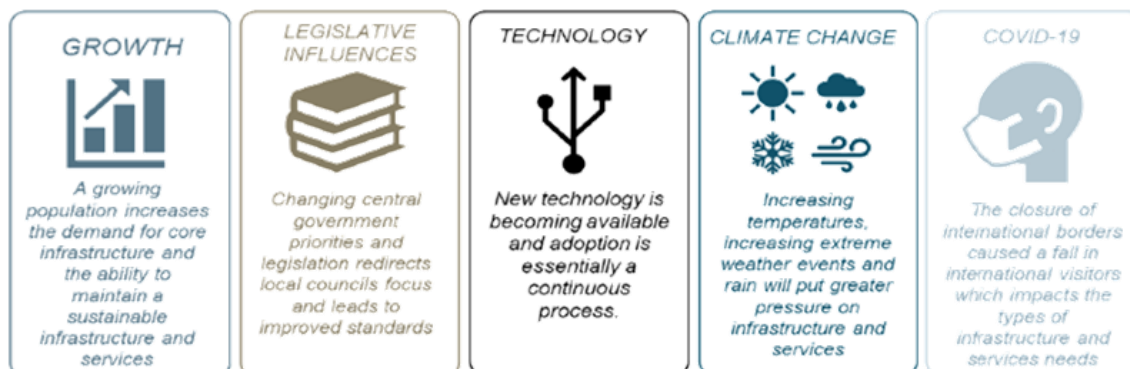 GROWTH
A growing
population increases
the demand for core
infrastructure and
the ability to
maintain a
sustainable
infrastructure and
services
LEGISLATIVE
INFLUENCES
Changing central
government
priorities and
legislation redirects
local councils focus
and leads to
improved standards
TECHNOLOGY
New technology is
becoming available
and adoption is
essentially a
continuous
process.
CLIMATE CHANGE
Increasing
temperatures,
increasing extreme
weather events and
rain will put greater
pressure on
infrastructure and
services
COVID-19
The closure of
international borders
caused a fall in
international visitors
which impacts the
types of
infrastructure and
services needs